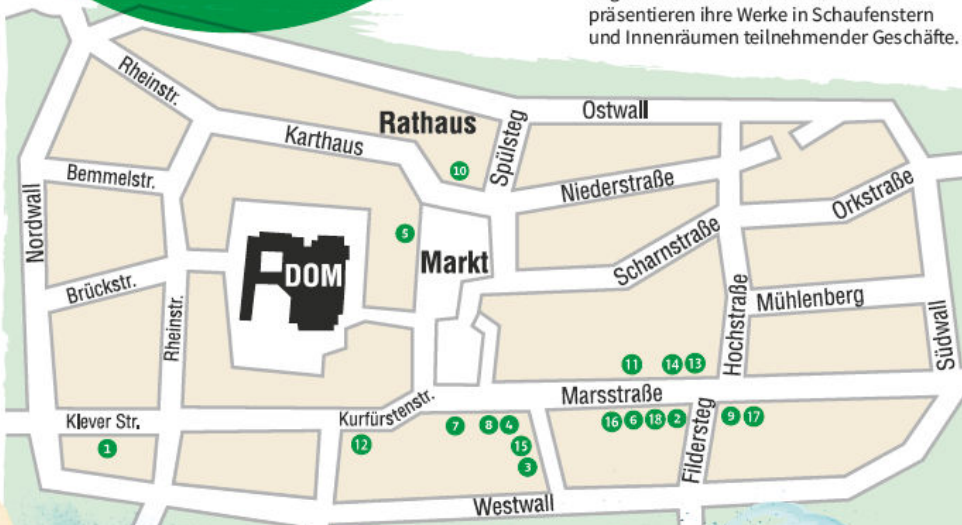 präsentieren ihre Werke in Schaufenstern
und Innenräumen teilnehmender Geschäfte.
Rheinstr.
Karthaus
Rathaus
Spülsteg
Ostwall
10
Bemmelstr.
Niederstraße
Orkstraße
Nordwall
5
Markt
Scharnstraße
DOM
Brückstr.
Rheinstr.
Hochstraße
Mühlenberg
Südwall
11
14
13
Klever Str.
Kurfürstenstr.
Marsstraße
Fildersteg
1
12
7
8
4
15
3
16
6
18
2
9
17
Westwall